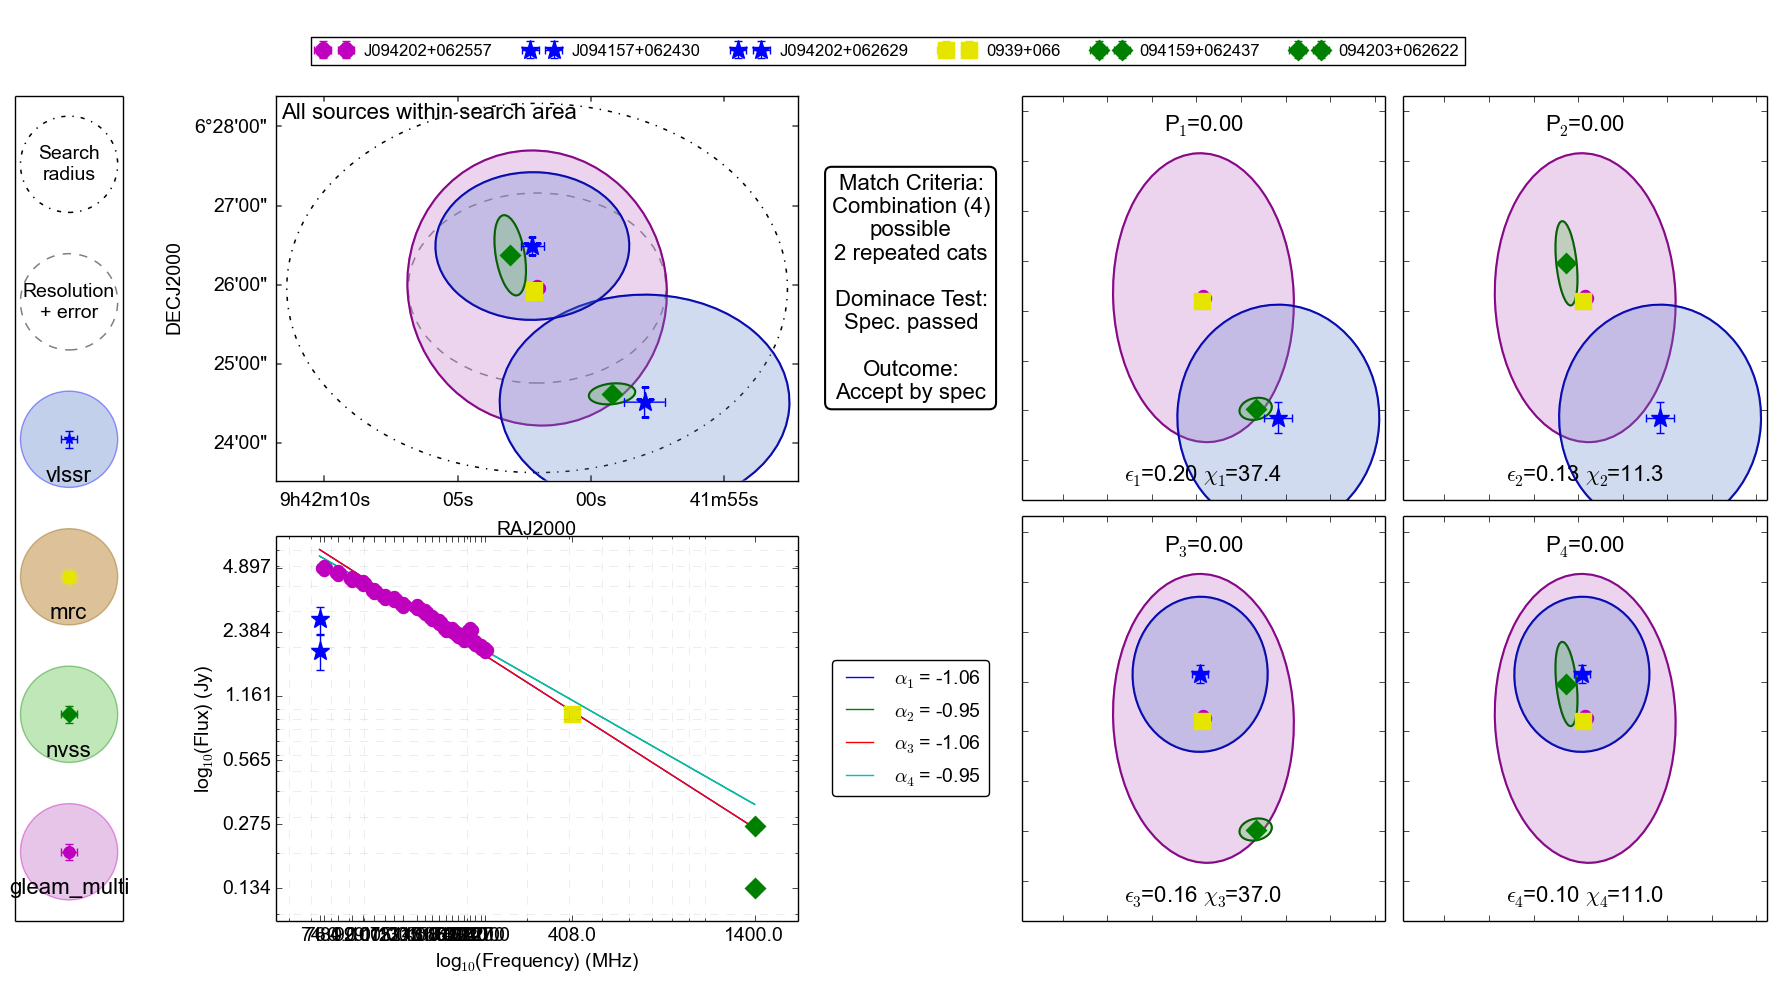 J094202+062557
J094157+062430
J094202+062629
0939+066
094159+062437
094203+062622
Search
radius
Resolution
+ error
vlssr
mrc
nvss
gleam_multi
All sources within search area
6°28'00"
27'00"
26'00"
25'00"
24'00"
DECJ2000
9h42m10s
05s
00s
41m55s
RAJ2000
Match Criteria:
Combination (4)
possible
2 repeated cats
Dominace Test:
Spec. passed
Outcome:
Accept by spec
P1=0.00
ϵ1=0.20 χ1=37.4
P2=0.00
ϵ2=0.13 χ2=11.3
4.897
2.384
1.161
0.565
0.275
0.134
log10(Flux) (Jy)
408.0
1400.0
log10(Frequency) (MHz)
α1 = -1.06
α2 = -0.95
α3 = -1.06
α4 = -0.95
P3=0.00
ϵ3=0.16 χ3=37.0
P4=0.00
ϵ4=0.10 χ4=11.0